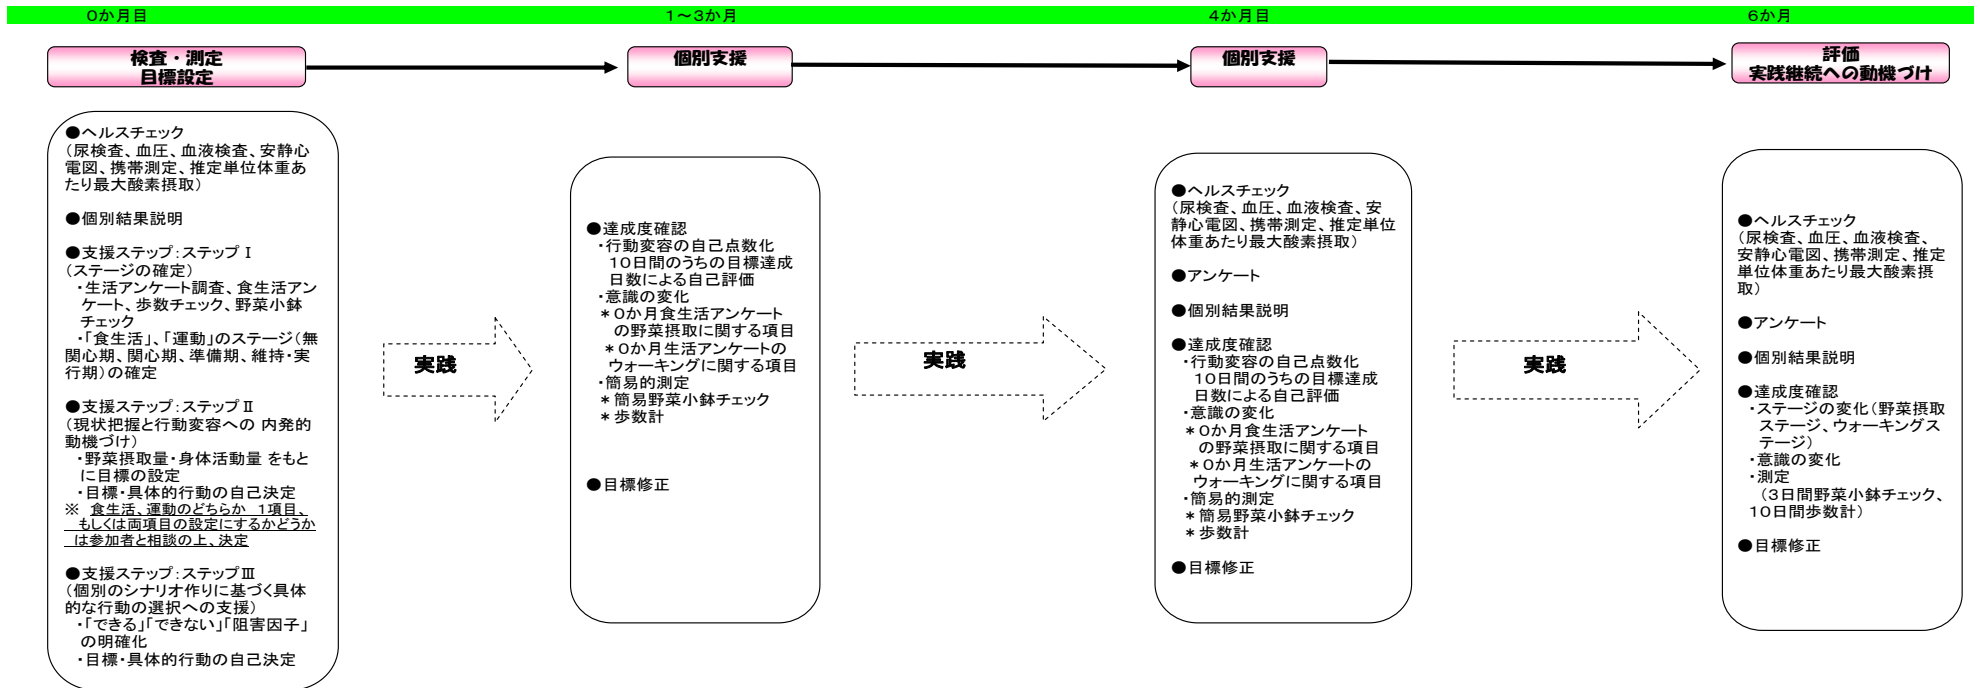 0か月目
1～3か月
4か月目
6か月
検査・測定
目標設定
個別支援
個別支援
評価
実践継続への動機づけ
●ヘルスチェック
（尿検査、血圧、血液検査、安静心
電図、携帯測定、推定単位体重あ
たり最大酸素摂取）
●個別結果説明
●支援ステップ：ステップⅠ
（ステージの確定）
・生活アンケート調査、食生活アン
ケート、歩数チェック、野菜小鉢
チェック
・「食生活」、「運動」のステージ（無
関心期、関心期、準備期、維持・実
行期）の確定
●支援ステップ：ステップⅡ
（現状把握と行動変容への 内発的
動機づけ）
・野菜摂取量・身体活動量 をもと
に目標の設定
・目標・具体的行動の自己決定
※ 食生活、運動のどちらか 1項目、
もしくは両項目の設定にするかどうか
は参加者と相談の上、決定
●支援ステップ：ステップⅢ
（個別のシナリオ作りに基づく具体
的な行動の選択への支援）
・「できる」「できない」「阻害因子」
の明確化
・目標・具体的行動の自己決定
実践
●達成度確認
・行動変容の自己点数化
10日間のうちの目標達成
日数による自己評価
・意識の変化
＊0か月食生活アンケート
の野菜摂取に関する項目
＊0か月生活アンケートの
ウォーキングに関する項目
・簡易的測定
＊簡易野菜小鉢チェック
＊歩数計
●目標修正
実践
●ヘルスチェック
（尿検査、血圧、血液検査、安
静心電図、携帯測定、推定単位
体重あたり最大酸素摂取）
●アンケート
●個別結果説明
●達成度確認
・行動変容の自己点数化
10日間のうちの目標達成
日数による自己評価
・意識の変化
＊0か月食生活アンケート
の野菜摂取に関する項目
＊0か月生活アンケートの
ウォーキングに関する項目
・簡易的測定
＊簡易野菜小鉢チェック
＊歩数計
●目標修正
実践
●ヘルスチェック
（尿検査、血圧、血液検査、
安静心電図、携帯測定、推定
単位体重あたり最大酸素摂
取）
●アンケート
●個別結果説明
●達成度確認
・ステージの変化（野菜摂取
ステージ、ウォーキングス
テージ）
・意識の変化
・測定
（3日間野菜小鉢チェック、
10日間歩数計）
●目標修正